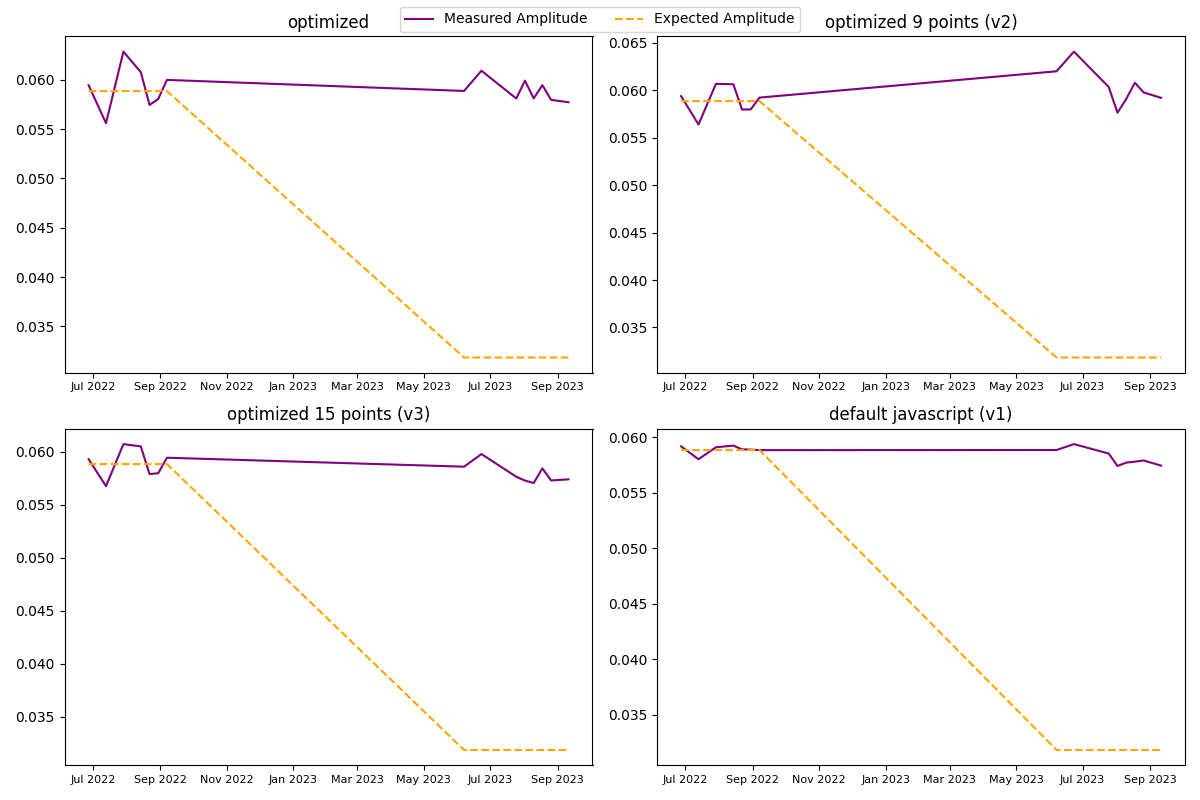 Measured Amplitude Expected Amplitude
optimized
0.060
0.055
0.050
0.045
0.040
0.035
Jul 2022 Sep 2022 Nov 2022 Jan 2023 Mar 2023 May 2023 Jul 2023 Sep 2023
optimized 9 points (v2)
0.065
0.060
0.055
0.050
0.045
0.040
0.035
Jul 2022 Sep 2022 Nov 2022 Jan 2023 Mar 2023 May 2023 Jul 2023 Sep 2023
optimized 15 points (v3)
0.060
0.055
0.050
0.045
0.040
0.035
Jul 2022 Sep 2022 Nov 2022 Jan 2023 Mar 2023 May 2023 Jul 2023 Sep 2023
default javascript (v1)
0.060
0.055
0.050
0.045
0.040
0.035
Jul 2022 Sep 2022 Nov 2022 Jan 2023 Mar 2023 May 2023 Jul 2023 Sep 2023